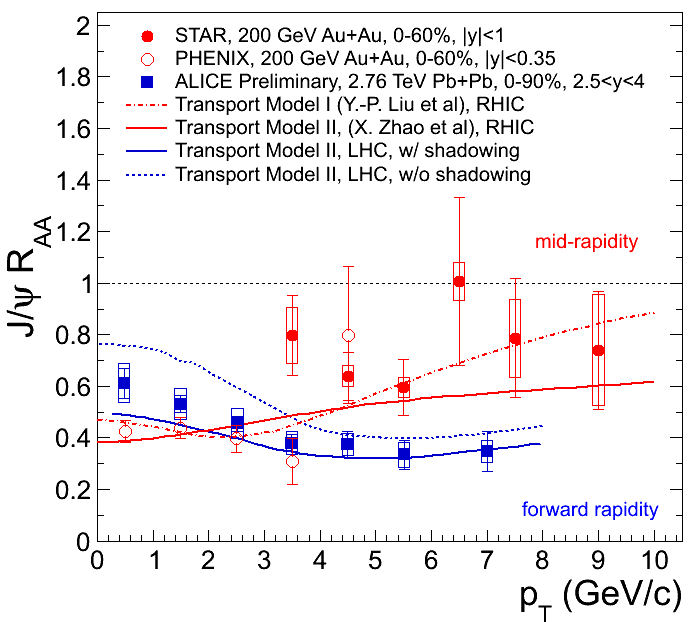 2
1.8
1.6
1.4
1.2
1
0.8
0.6
0.4
0.2
0
J/ψ R_AA
STAR, 200 GeV Au+Au, 0-60%, |y|<1
PHENIX, 200 GeV Au+Au, 0-60%, |y|<0.35
ALICE Preliminary, 2.76 TeV Pb+Pb, 0-90%, 2.5<y<4
Transport Model I (Y.-P. Liu et al), RHIC
Transport Model II, (X. Zhao et al), RHIC
Transport Model II, LHC, w/ shadowing
Transport Model II, LHC, w/o shadowing
mid-rapidity
forward rapidity
0 1 2 3 4 5 6 7 8 9 10
p_T (GeV/c)